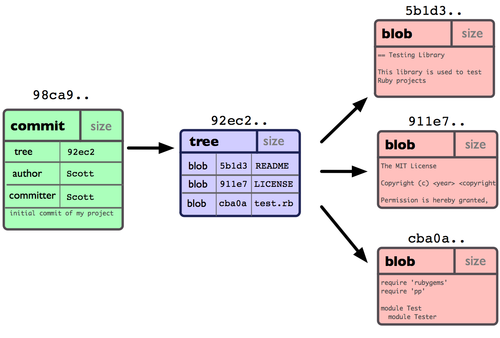 98ca9..
commit size
tree 92ec2
author Scott
committer Scott
initial commit of my project
92ec2..
tree size
blob 5b1d3 README
blob 911e7 LICENSE
blob cba0a test.rb
5b1d3..
blob size
== Testing Library
This library is used to test
Ruby projects
911e7..
blob size
The MIT License
Copyright (c) <year> <copyright
Permission is hereby granted,
cba0a..
blob size
require 'rubygems'
require 'pp'
module Test
module Tester